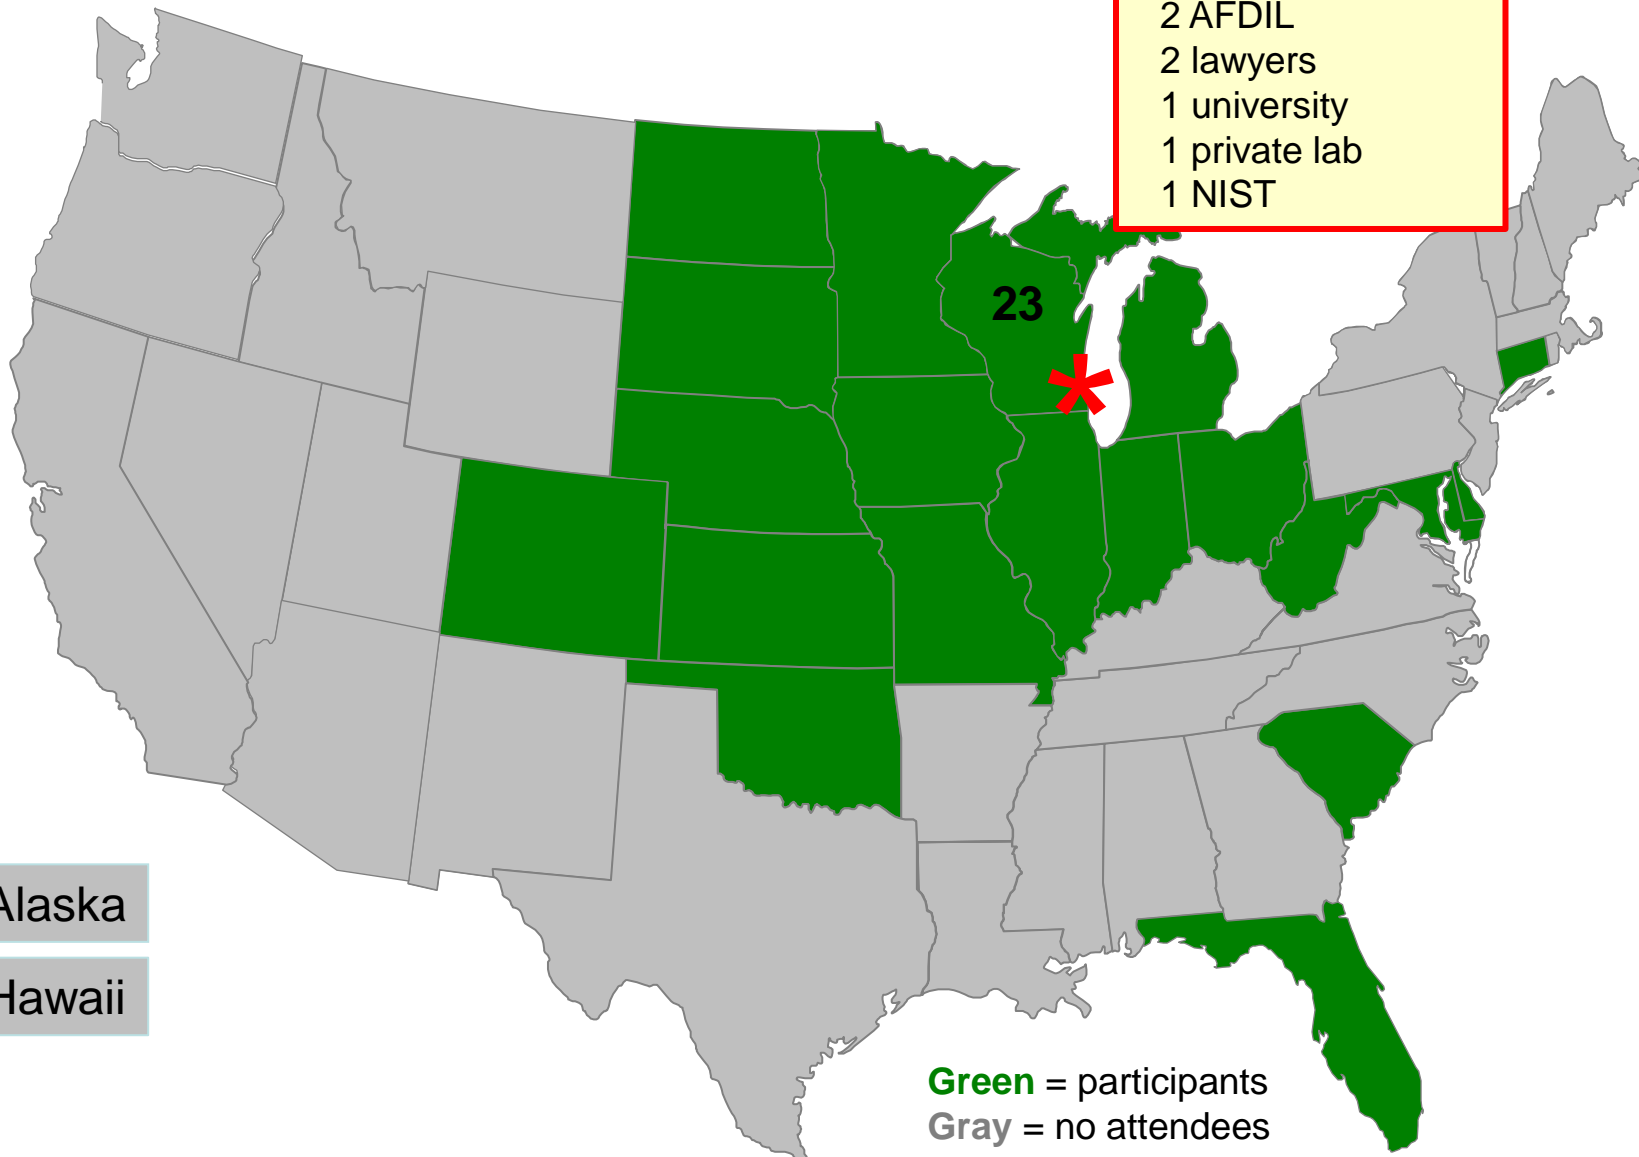 2 AFDIL
2 lawyers
1 university
1 private lab
1 NIST
23
*
Alaska
Hawaii
Green = participants
Gray = no attendees